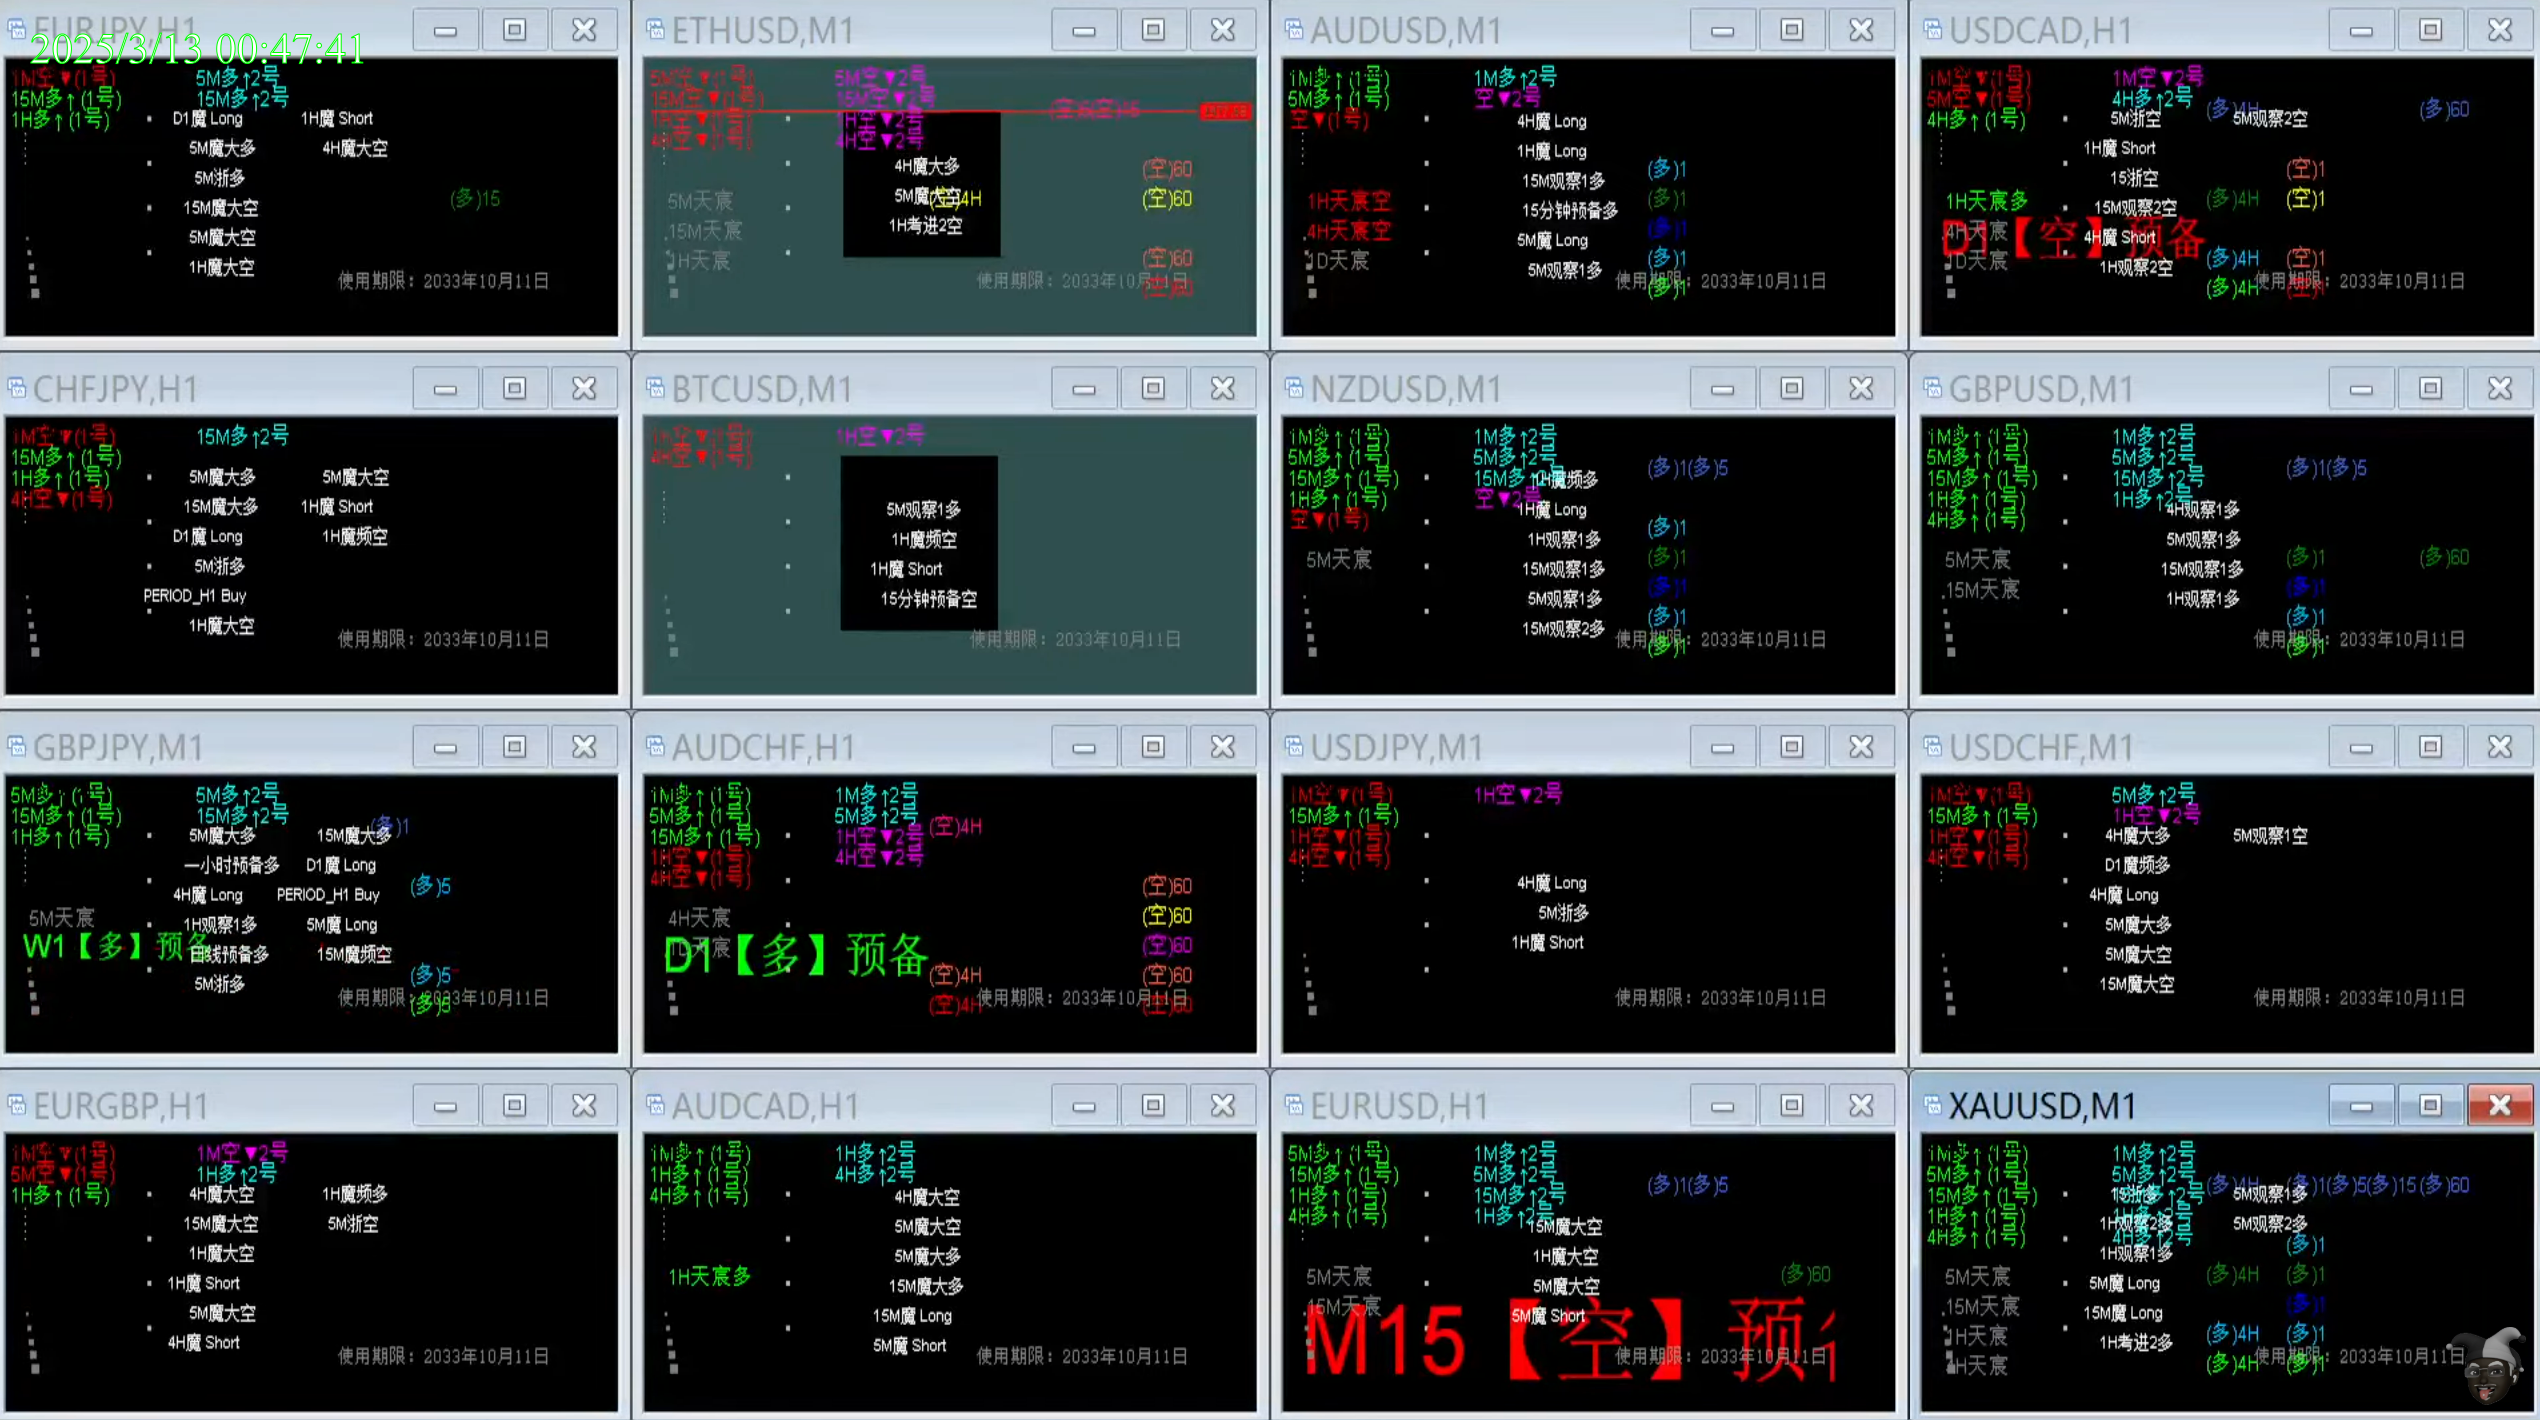 EURJPY,H1
2025/3/13 00:47:41
1M空▼(1号) 5M多↑2号
15M多↑(1号) 15M多↑2号
1H多↑(1号) D1魔 Long 1H魔 Short
5M魔大多 4H魔大空
5M浙多
(多)15
15M魔大空
5M魔大空
1H魔大空
使用期限: 2033年10月11日
ETHUSD,M1
5M空▼(1号) 5M空▼2号
15M空▼(1号) 15M空▼2号
1H空▼(1号) 1H空▼2号
4H空▼(1号) 4H空▼2号
4H魔大多 (空)60
5M天宸 5M魔大空 (空)4H (空)60
15M天宸 1H考进2空
1H天宸 (空)60
使用期限: 2033年10月11日
(空)60
AUDUSD,M1
1M多↑(1号) 1M多↑2号
5M多↑(1号) 空▼2号
空▼(1号) 4H魔 Long
1H魔 Long
15M观察1多 (多)1
1H天宸空 15分钟预备多 (多)1
4H天宸空 5M魔 Long (多)1
1D天宸 5M观察1多 (多)1
使用期限: 2033年10月11日
(多)1
USDCAD,H1
1M空▼(1号) 1M空▼2号
5M空▼(1号) 4H多↑2号
4H多↑(1号) 5M浙空 (多)4H 5M观察2空 (多)60
1H魔 Short
15浙空 (空)1
1H天宸多 15M观察2空 (多)4H (空)1
4H天宸 4H魔 Short
D1【空】预备
1D天宸 1H观察2空 (多)4H (空)1
(多)4H 使用期限: 2033年10月11日
CHFJPY,H1
1M空▼(1号) 15M多↑2号
15M多↑(1号)
1H多↑(1号) 5M魔大多 5M魔大空
4H空▼(1号) 15M魔大多 1H魔 Short
D1魔 Long 1H魔频空
5M浙多
PERIOD_H1 Buy
1H魔大空
使用期限: 2033年10月11日
BTCUSD,M1
1H空▼(1号) 1H空▼2号
4H空▼(1号)
5M观察1多
1H魔频空
1H魔 Short
15分钟预备空
使用期限: 2033年10月11日
NZDUSD,M1
1M多↑(1号) 1M多↑2号
5M多↑(1号) 5M多↑2号 (多)1(多)5
15M多↑(1号) 15M多↑2号
1H多↑(1号) 空▼2号
空▼(1号) 1H魔 Long
1H观察1多 (多)1
5M天宸 15M观察1多 (多)1
5M观察1多 (多)1
15M观察2多 (多)1
使用期限: 2033年10月11日
(多)1
GBPUSD,M1
1M多↑(1号) 1M多↑2号
5M多↑(1号) 5M多↑2号 (多)1(多)5
15M多↑(1号) 15M多↑2号
1H多↑(1号) 1H多↑2号
4H多↑(1号) 4H观察1多
5M观察1多
5M天宸 15M观察1多 (多)1 (多)60
15M天宸 1H观察1多 (多)1
(多)1
使用期限: 2033年10月11日
(多)1
GBPJPY,M1
5M多↑(1号) 5M多↑2号
15M多↑(1号) 15M多↑2号
1H多↑(1号) 5M魔大多 15M魔大多 (多)1
一小时预备多 D1魔 Long
4H魔 Long PERIOD_H1 Buy (多)5
5M天宸 1H观察1多 5M魔 Long
W1【多】预备
日线预备多 15M魔频空
5M浙多 (多)5
使用期限: 2033年10月11日
(多)5
AUDCHF,H1
1M多↑(1号) 1M多↑2号
5M多↑(1号) 5M多↑2号
15M多↑(1号) 1H空▼2号 (空)4H
1H空▼(1号) 4H空▼2号
4H空▼(1号) (空)60
4H天宸 (空)60
1D天宸 (空)60
D1【多】预备
(空)4H (空)60
(空)4H 使用期限: 2033年10月11日
(空)60
USDJPY,M1
1M空▼(1号) 1H空▼2号
15M多↑(1号)
1H空▼(1号)
4H空▼(1号)
4H魔 Long
5M浙多
1H魔 Short
使用期限: 2033年10月11日
USDCHF,M1
1M空▼(1号) 5M多↑2号
15M多↑(1号) 1H空▼2号
1H空▼(1号) 4H魔大多 5M观察1空
4H空▼(1号) D1魔频多
4H魔 Long
5M魔大多
5M魔大空
15M魔大空
使用期限: 2033年10月11日
EURGBP,H1
1M空▼(1号) 1M空▼2号
5M空▼(1号) 1H多↑2号
1H多↑(1号) 4H魔大空 1H魔频多
15M魔大空 5M浙空
1H魔大空
1H魔 Short
5M魔大空
4H魔 Short
使用期限: 2033年10月11日
AUDCAD,H1
1M多↑(1号) 1H多↑2号
1H多↑(1号) 4H多↑2号
4H多↑(1号) 4H魔大空
5M魔大空
5M魔大多
1H天宸多 15M魔大多
15M魔 Long
5M魔 Short
使用期限: 2033年10月11日
EURUSD,H1
5M多↑(1号) 1M多↑2号
15M多↑(1号) 5M多↑2号 (多)1(多)5
1H多↑(1号) 15M多↑2号
4H多↑(1号) 1H多↑2号
15M魔大空
1H魔大空
5M天宸 5M魔大空 (多)60
15M天宸 5M魔 Short
M15【空】预
使用期限: 2033年10月11日
XAUUSD,M1
1M多↑(1号) 1M多↑2号
5M多↑(1号) 5M多↑2号 (多)4H (多)1(多)5(多)15(多)60
15M多↑(1号) 15浙多 5M观察1多
1H多↑(1号) 1H观察2多 5M观察2多
4H多↑(1号) 4H多↑2号 (多)1
1H观察1多
5M天宸 5M魔 Long (多)4H (多)1
15M天宸 15M魔 Long (多)1
1H天宸 1H考进2多 (多)4H (多)1
4H天宸 (多)4H 使用期限: 2033年10月11日
(多)1